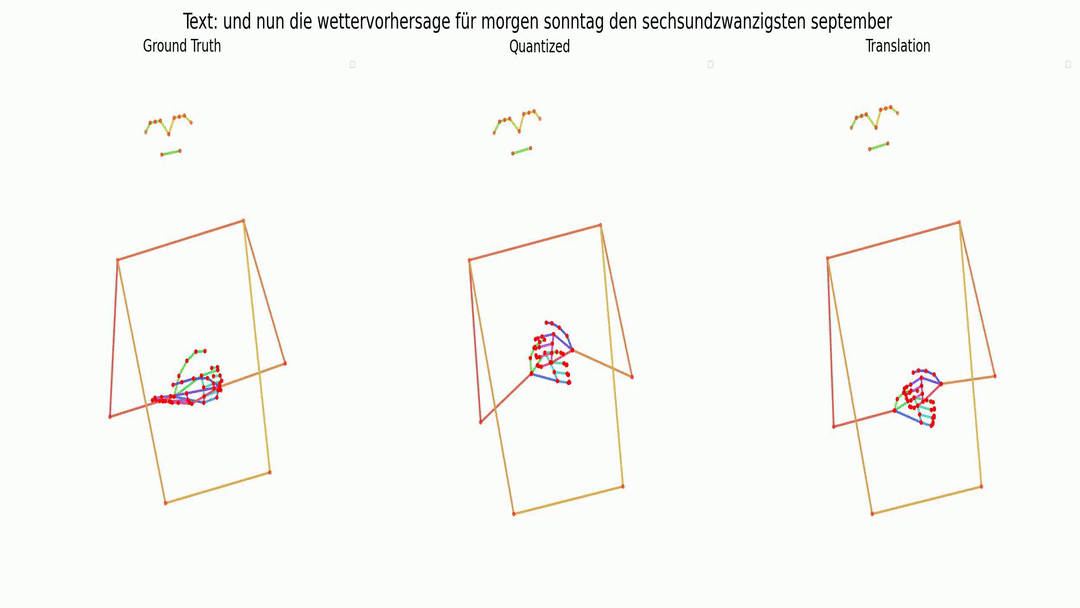 Text: und nun die wettervorhersage für morgen sonntag den sechsundzwanzigsten september
Ground Truth
Quantized
Translation